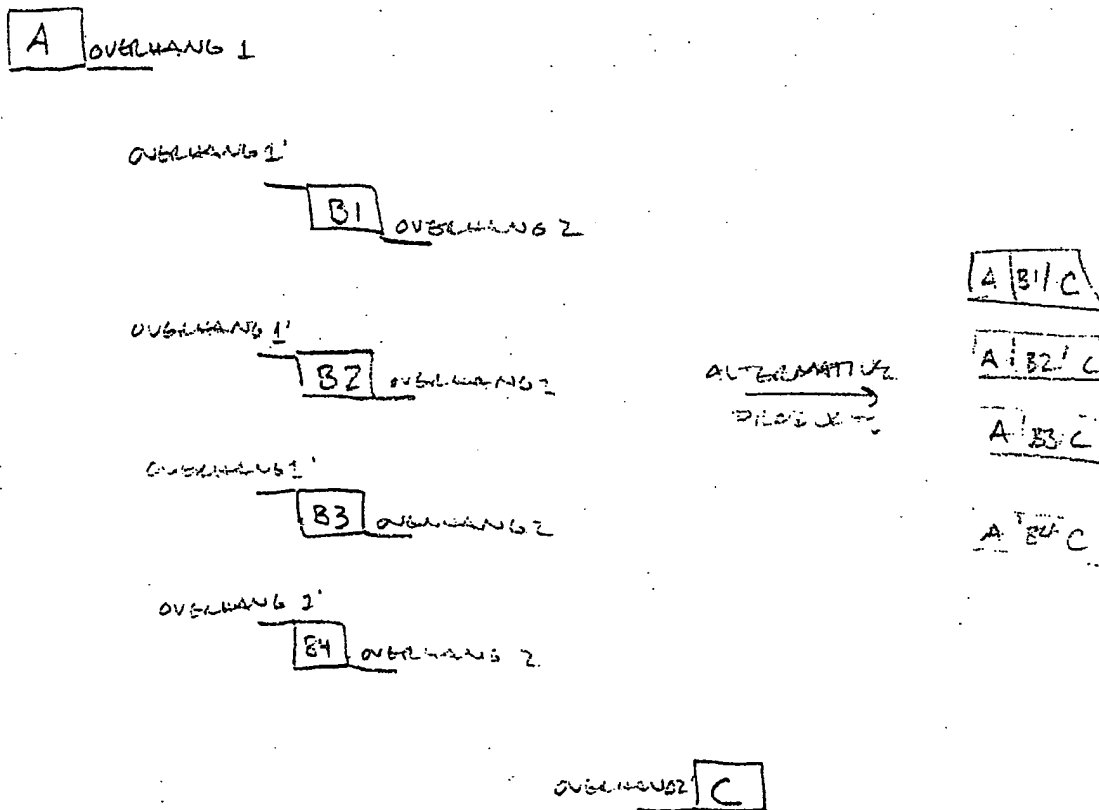 A OVERHANG 1
OVERHANG 1'
B1 OVERHANG 2
A B1 C
OVERHANG 1'
B2 OVERHANG 2
ALTERNATIVE
A B2 C
PRODUCTS
A B3 C
OVERHANG 1'
B3 OVERHANG 2
A B4 C
OVERHANG 1'
B4 OVERHANG 2
OVERHANG 2' C